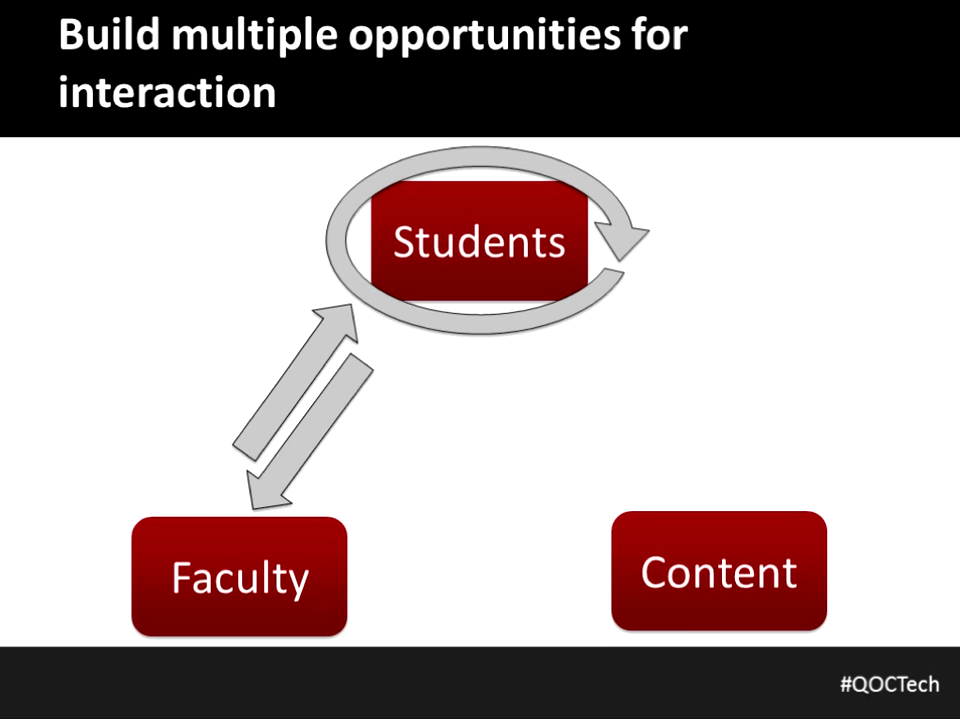 Build multiple opportunities for
interaction
Students
Faculty
Content
#QOCTech